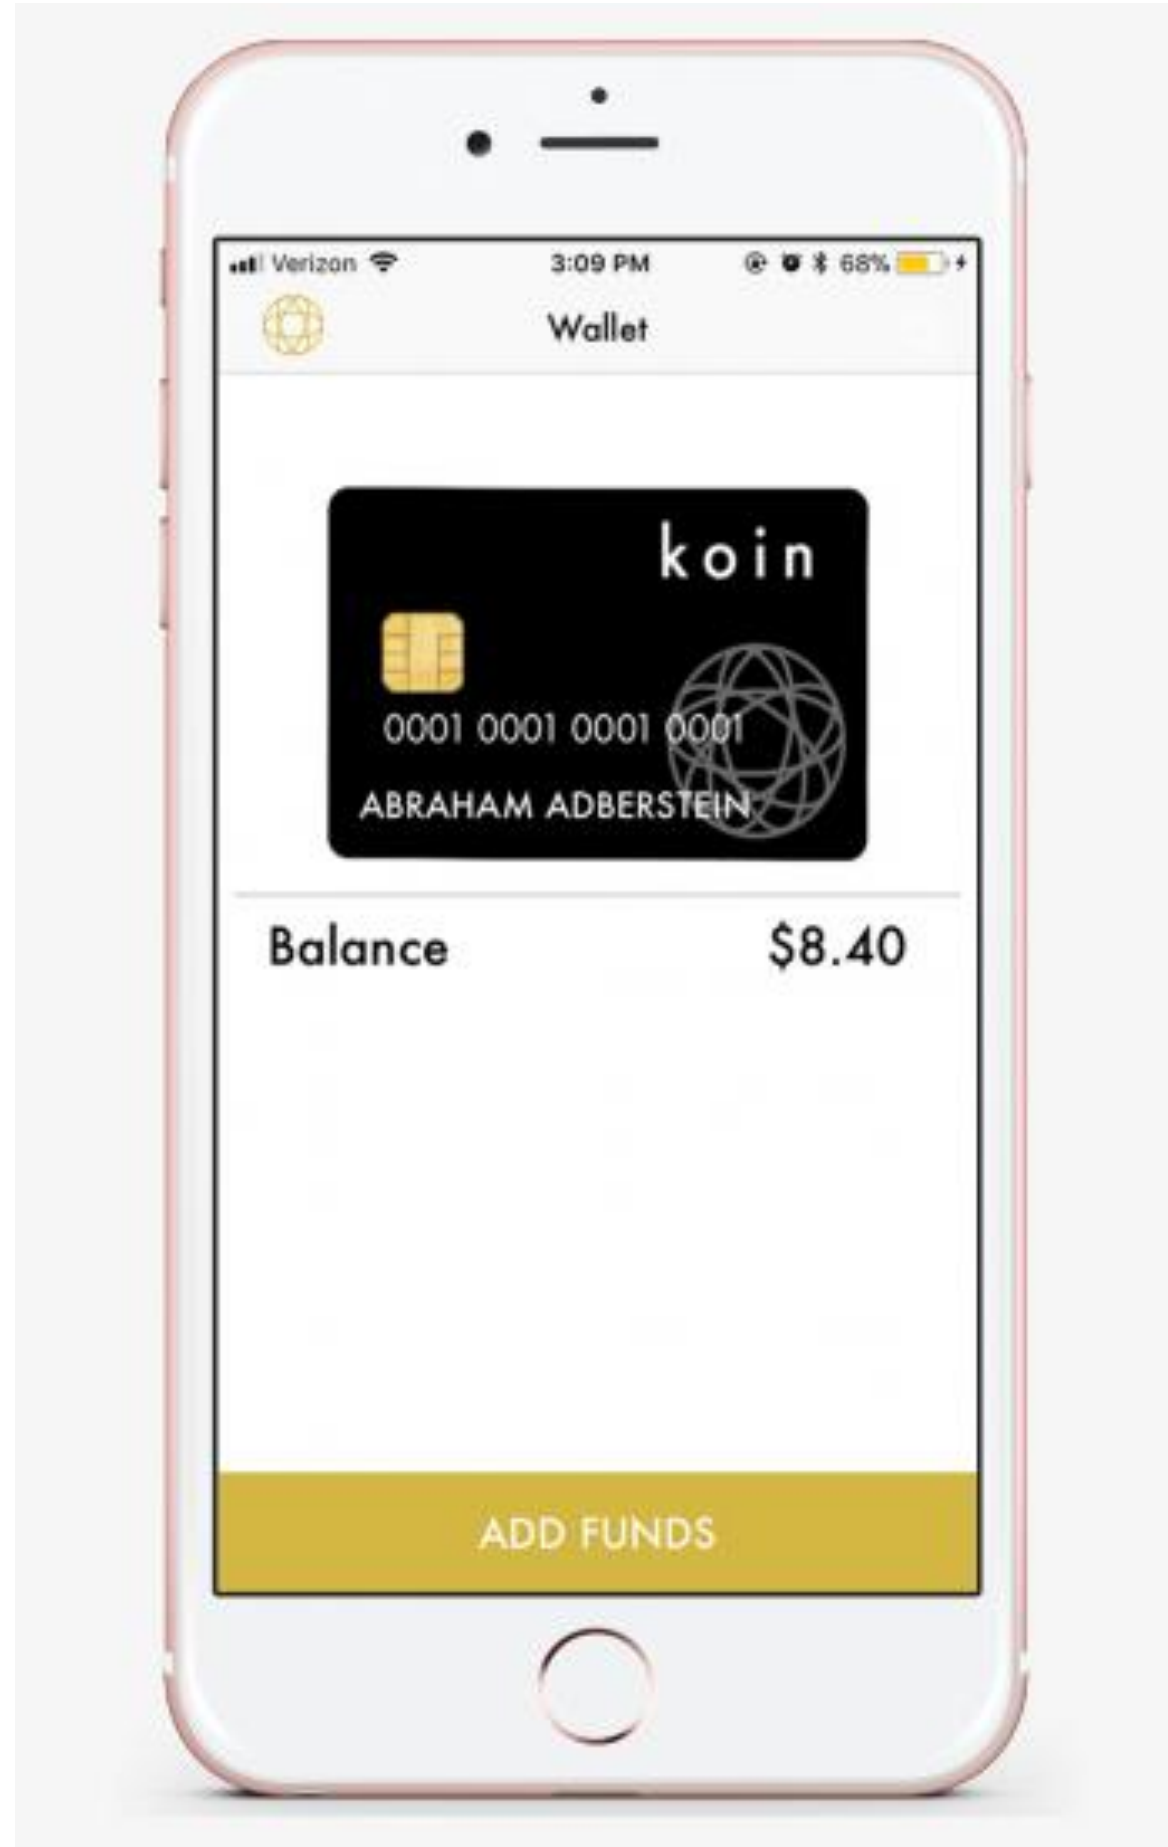 Verizon 3:09 PM 68%
Wallet
koin
0001 0001 0001 0001
ABRAHAM ADBERSTEIN
Balance $8.40
ADD FUNDS